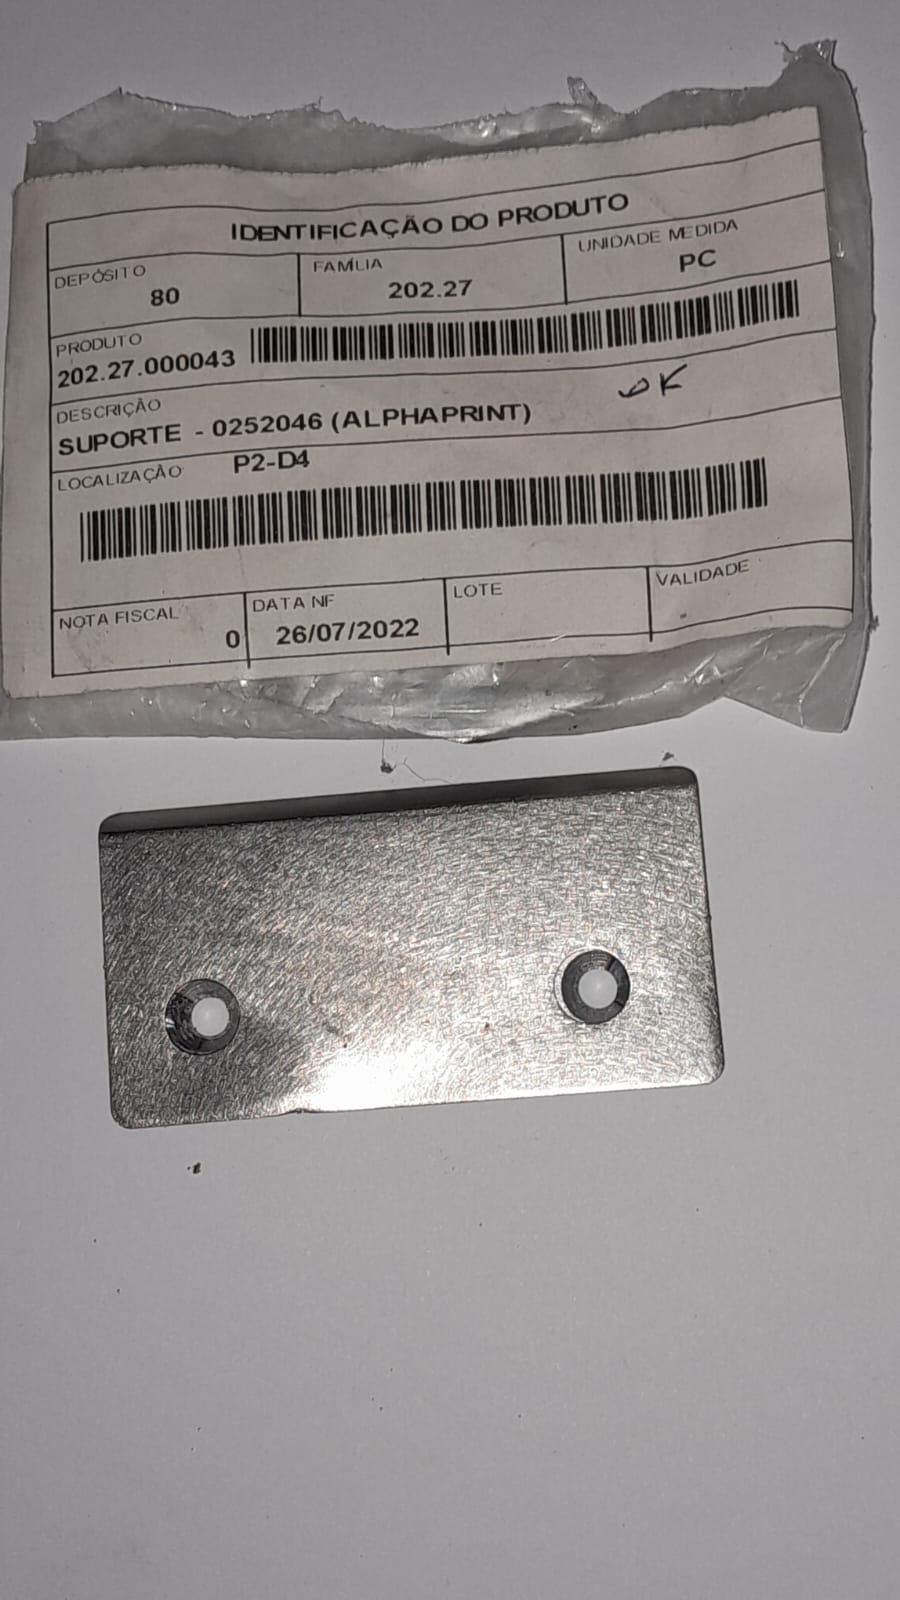 IDENTIFICAÇÃO DO PRODUTO
DEPÓSITO FAMÍLIA UNIDADE MEDIDA
80 202.27 PC
PRODUTO
202.27.000043
DESCRIÇÃO OK
SUPORTE - 0252046 (ALPHAPRINT)
LOCALIZAÇÃO P2-D4
NOTA FISCAL DATA NF LOTE VALIDADE
0 26/07/2022